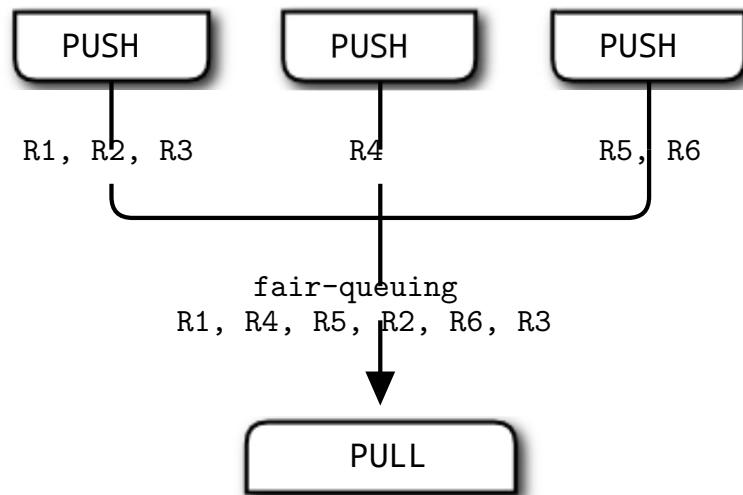 PUSH PUSH PUSH
R1, R2, R3 R4 R5, R6
fair-queuing
R1, R4, R5, R2, R6, R3
PULL